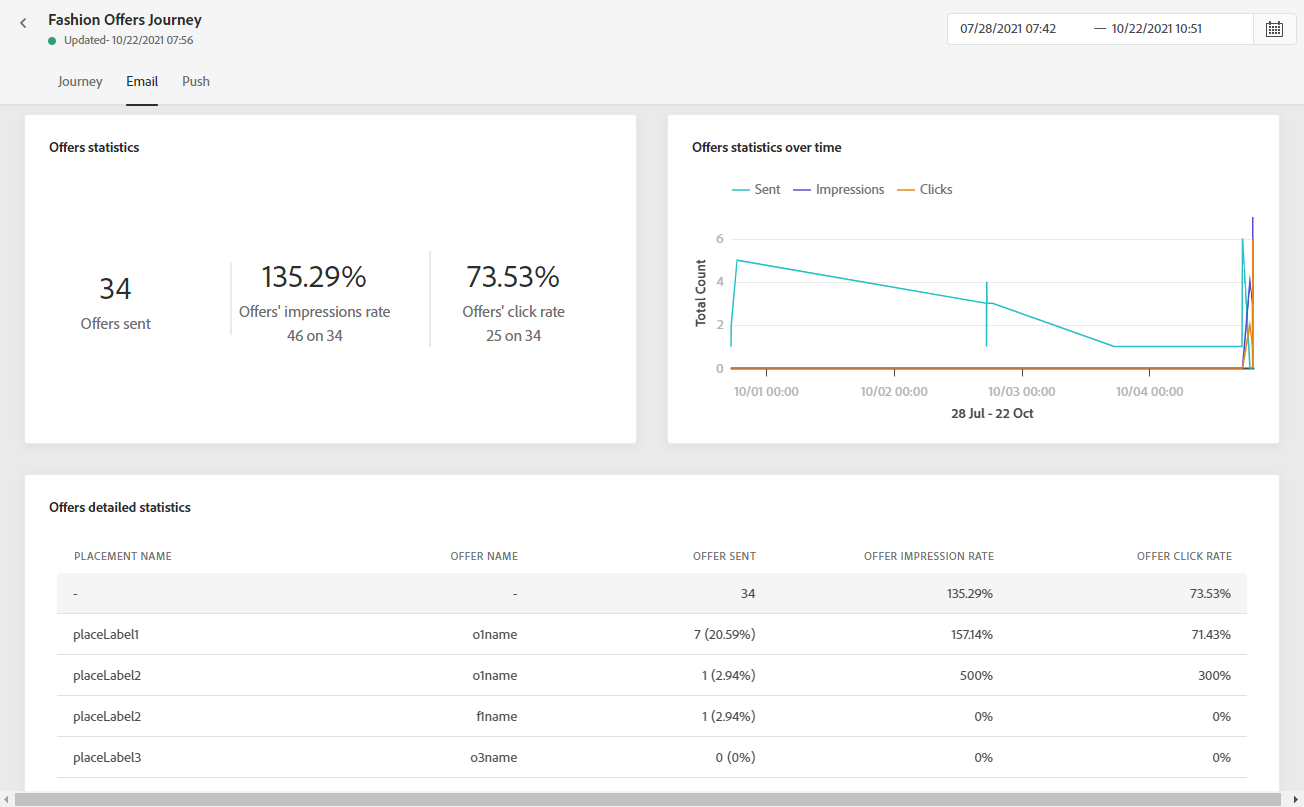 Fashion Offers Journey
Updated- 10/22/2021 07:56
07/28/2021 07:42 — 10/22/2021 10:51
Journey Email Push
Offers statistics
34
Offers sent
135.29%
Offers' impressions rate
46 on 34
73.53%
Offers' click rate
25 on 34
Offers statistics over time
Sent Impressions Clicks
Total Count
6
4
2
0
10/01 00:00 10/02 00:00 10/03 00:00 10/04 00:00
28 Jul - 22 Oct
Offers detailed statistics
PLACEMENT NAME OFFER NAME OFFER SENT OFFER IMPRESSION RATE OFFER CLICK RATE
- - 34 135.29% 73.53%
placeLabel1 o1name 7 (20.59%) 157.14% 71.43%
placeLabel2 o1name 1 (2.94%) 500% 300%
placeLabel2 f1name 1 (2.94%) 0% 0%
placeLabel3 o3name 0 (0%) 0% 0%